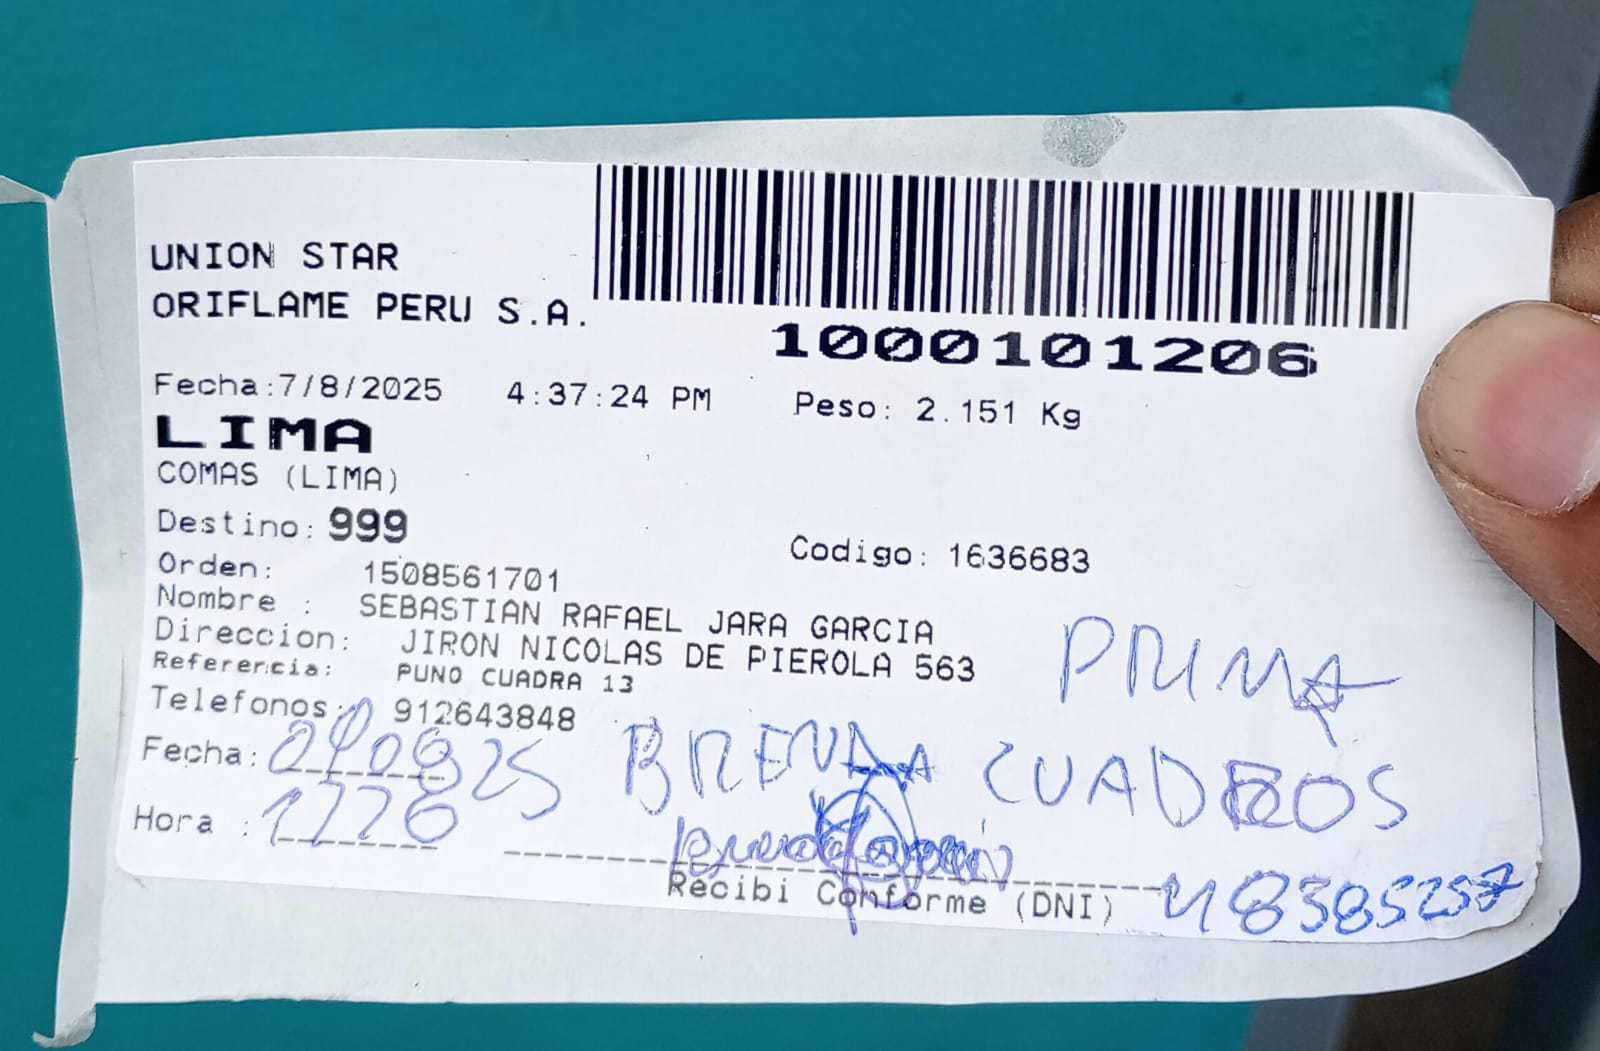 UNION STAR
ORIFLAME PERU S.A.
1000101206
Fecha:7/8/2025 4:37:24 PM Peso: 2.151 Kg
LIMA
COMAS (LIMA)
Destino: 999
Codigo: 1636683
Orden: 1508561701
Nombre : SEBASTIAN RAFAEL JARA GARCIA
Direccion: JIRON NICOLAS DE PIEROLA 563
Referencia: PUNO CUADRA 13
PRIMA
Telefonos: 912643848
BRENDA CUADROS
Fecha:
Hora :
Recibi Conforme (DNI) 48385257